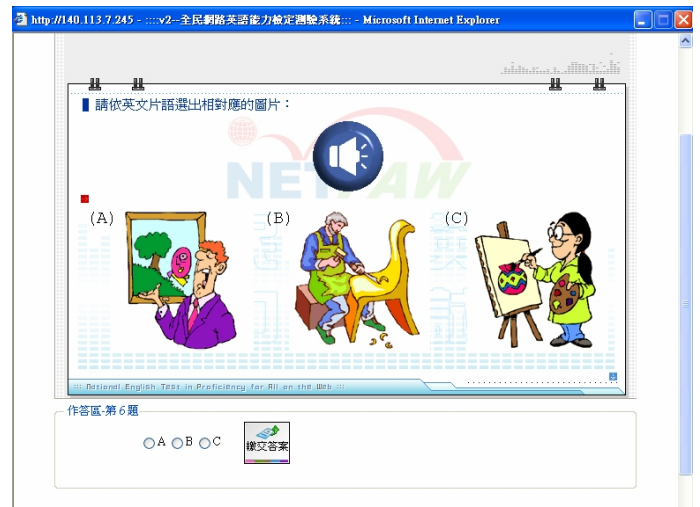 http://140.113.7.245 - ::::v2--全民網路英語能力檢定測驗系統::: - Microsoft Internet Explorer
請依英文片語選出相對應的圖片：
NETPAW
(A)
(B)
(C)
::: National English Test in Proficiency for All on the Web :::
作答區-第6題
A B C
繳交答案